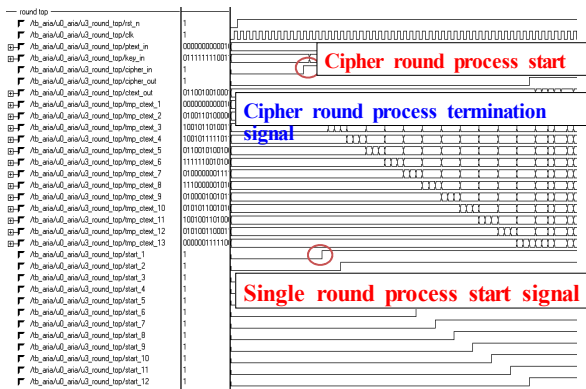 round top
/tb_aria/u0_aria/u3_round_top/rst_n 1
/tb_aria/u0_aria/u3_round_top/clk 1
/tb_aria/u0_aria/u3_round_top/ptext_in 0000000000010
/tb_aria/u0_aria/u3_round_top/key_in 011111111001
/tb_aria/u0_aria/u3_round_top/cipher_in 1
/tb_aria/u0_aria/u3_round_top/cipher_out 1
/tb_aria/u0_aria/u3_round_top/ctext_out 011001001000
/tb_aria/u0_aria/u3_round_top/tmp_ctext_1
/tb_aria/u0_aria/u3_round_top/tmp_ctext_2
/tb_aria/u0_aria/u3_round_top/tmp_ctext_3 100101101001
/tb_aria/u0_aria/u3_round_top/tmp_ctext_4
/tb_aria/u0_aria/u3_round_top/tmp_ctext_5
/tb_aria/u0_aria/u3_round_top/tmp_ctext_6
/tb_aria/u0_aria/u3_round_top/tmp_ctext_7
/tb_aria/u0_aria/u3_round_top/tmp_ctext_8
/tb_aria/u0_aria/u3_round_top/tmp_ctext_9
/tb_aria/u0_aria/u3_round_top/tmp_ctext_10
/tb_aria/u0_aria/u3_round_top/tmp_ctext_11
/tb_aria/u0_aria/u3_round_top/tmp_ctext_12
/tb_aria/u0_aria/u3_round_top/tmp_ctext_13
/tb_aria/u0_aria/u3_round_top/start_1 1
/tb_aria/u0_aria/u3_round_top/start_2 1
/tb_aria/u0_aria/u3_round_top/start_3 1
/tb_aria/u0_aria/u3_round_top/start_4 1
/tb_aria/u0_aria/u3_round_top/start_5 1
/tb_aria/u0_aria/u3_round_top/start_6 1
/tb_aria/u0_aria/u3_round_top/start_7 1
/tb_aria/u0_aria/u3_round_top/start_8 1
/tb_aria/u0_aria/u3_round_top/start_9 1
/tb_aria/u0_aria/u3_round_top/start_10 1
/tb_aria/u0_aria/u3_round_top/start_11 1
/tb_aria/u0_aria/u3_round_top/start_12 1
Cipher round process start
Cipher round process termination
signal
Single round process start signal